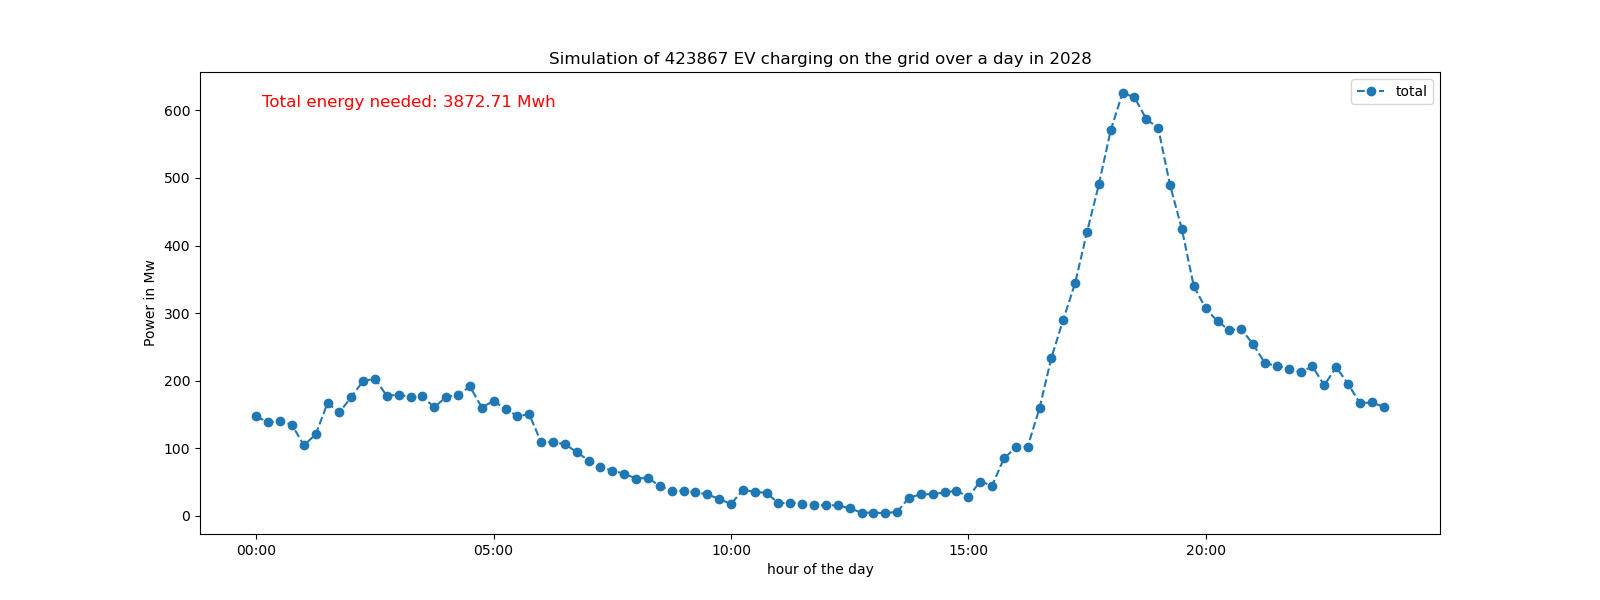 Simulation of 423867 EV charging on the grid over a day in 2028
Total energy needed: 3872.71 Mwh
total
600
500
400
300
200
100
0
Power in Mw
00:00 05:00 10:00 15:00 20:00
hour of the day